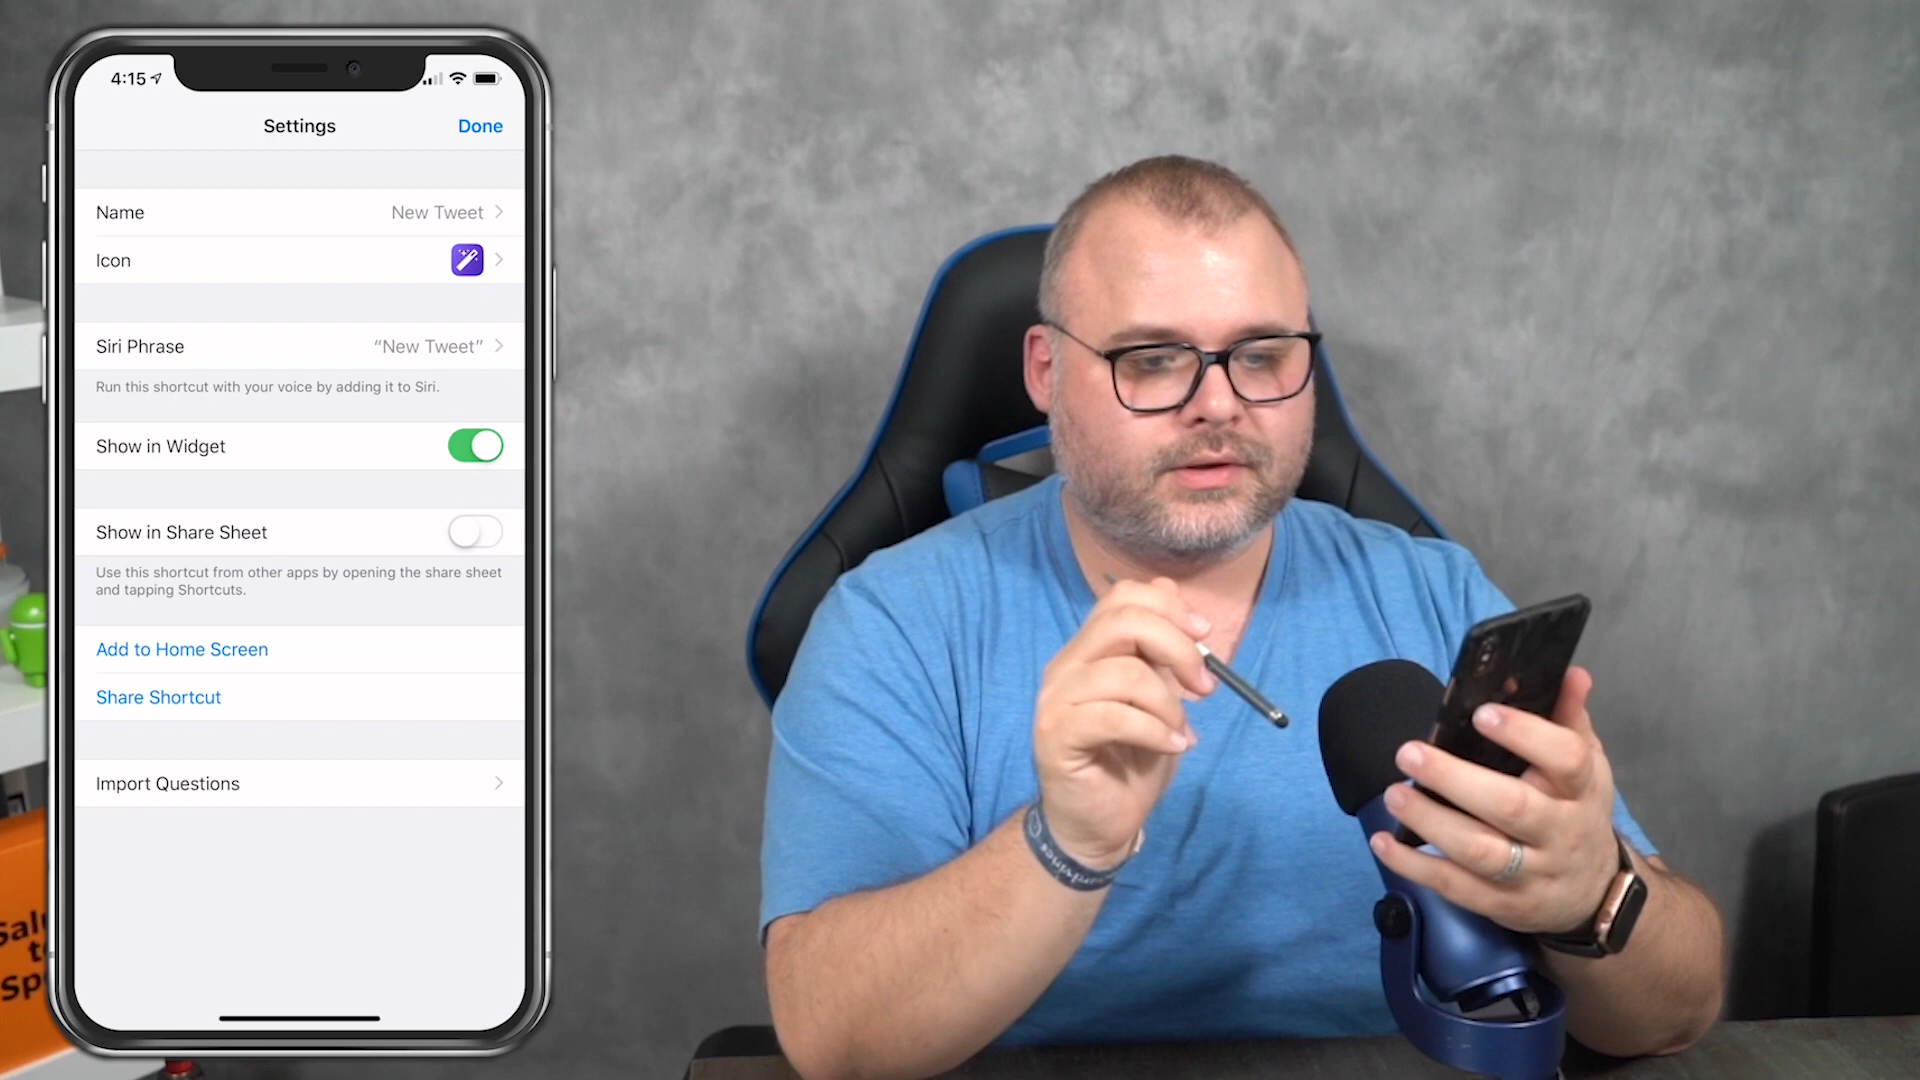 4:15
Settings
Done
Name
New Tweet
Icon
Siri Phrase
“New Tweet”
Run this shortcut with your voice by adding it to Siri.
Show in Widget
Show in Share Sheet
Use this shortcut from other apps by opening the share sheet
and tapping Shortcuts.
Add to Home Screen
Share Shortcut
Import Questions